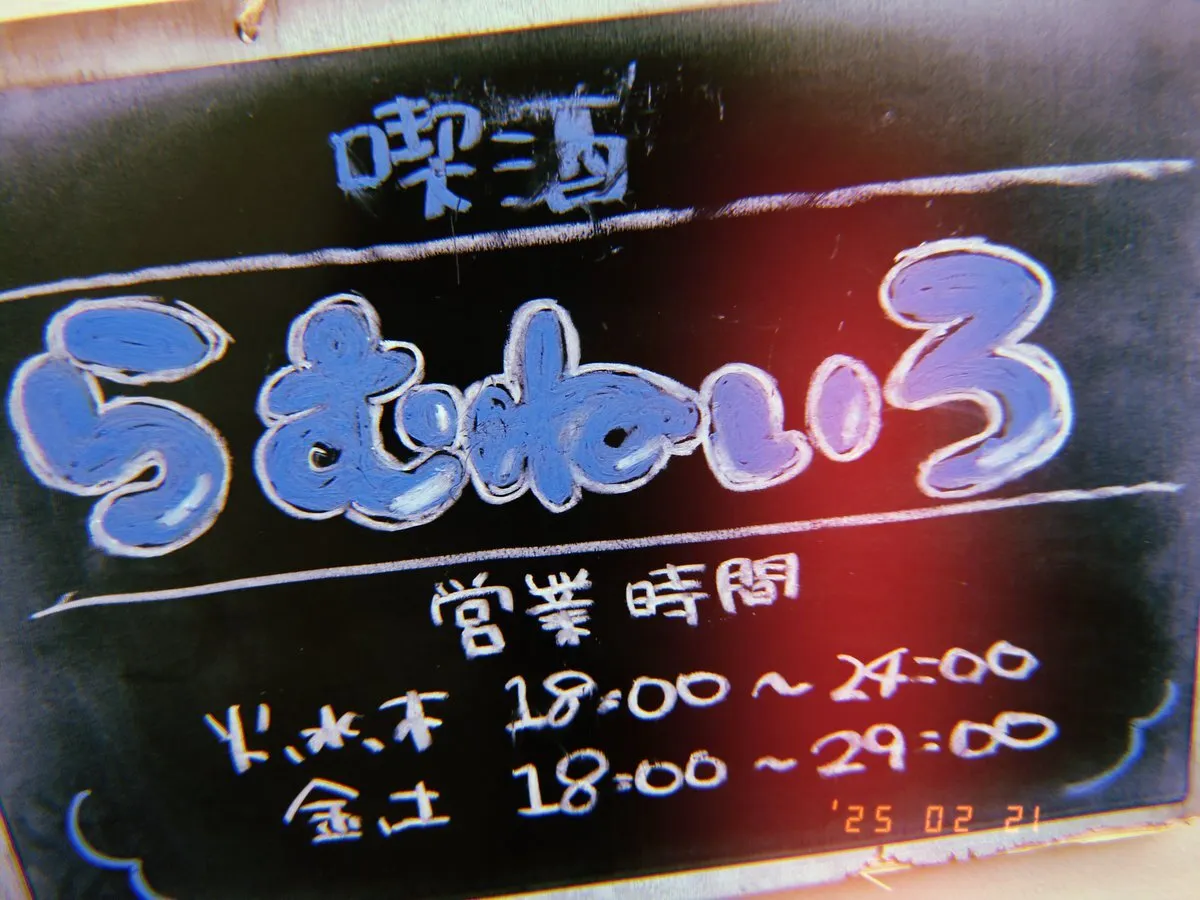 喫酒
らむねいろ
営業時間
火、水、木 18:00～24:00
金土 18:00～29:00
'25 02 21